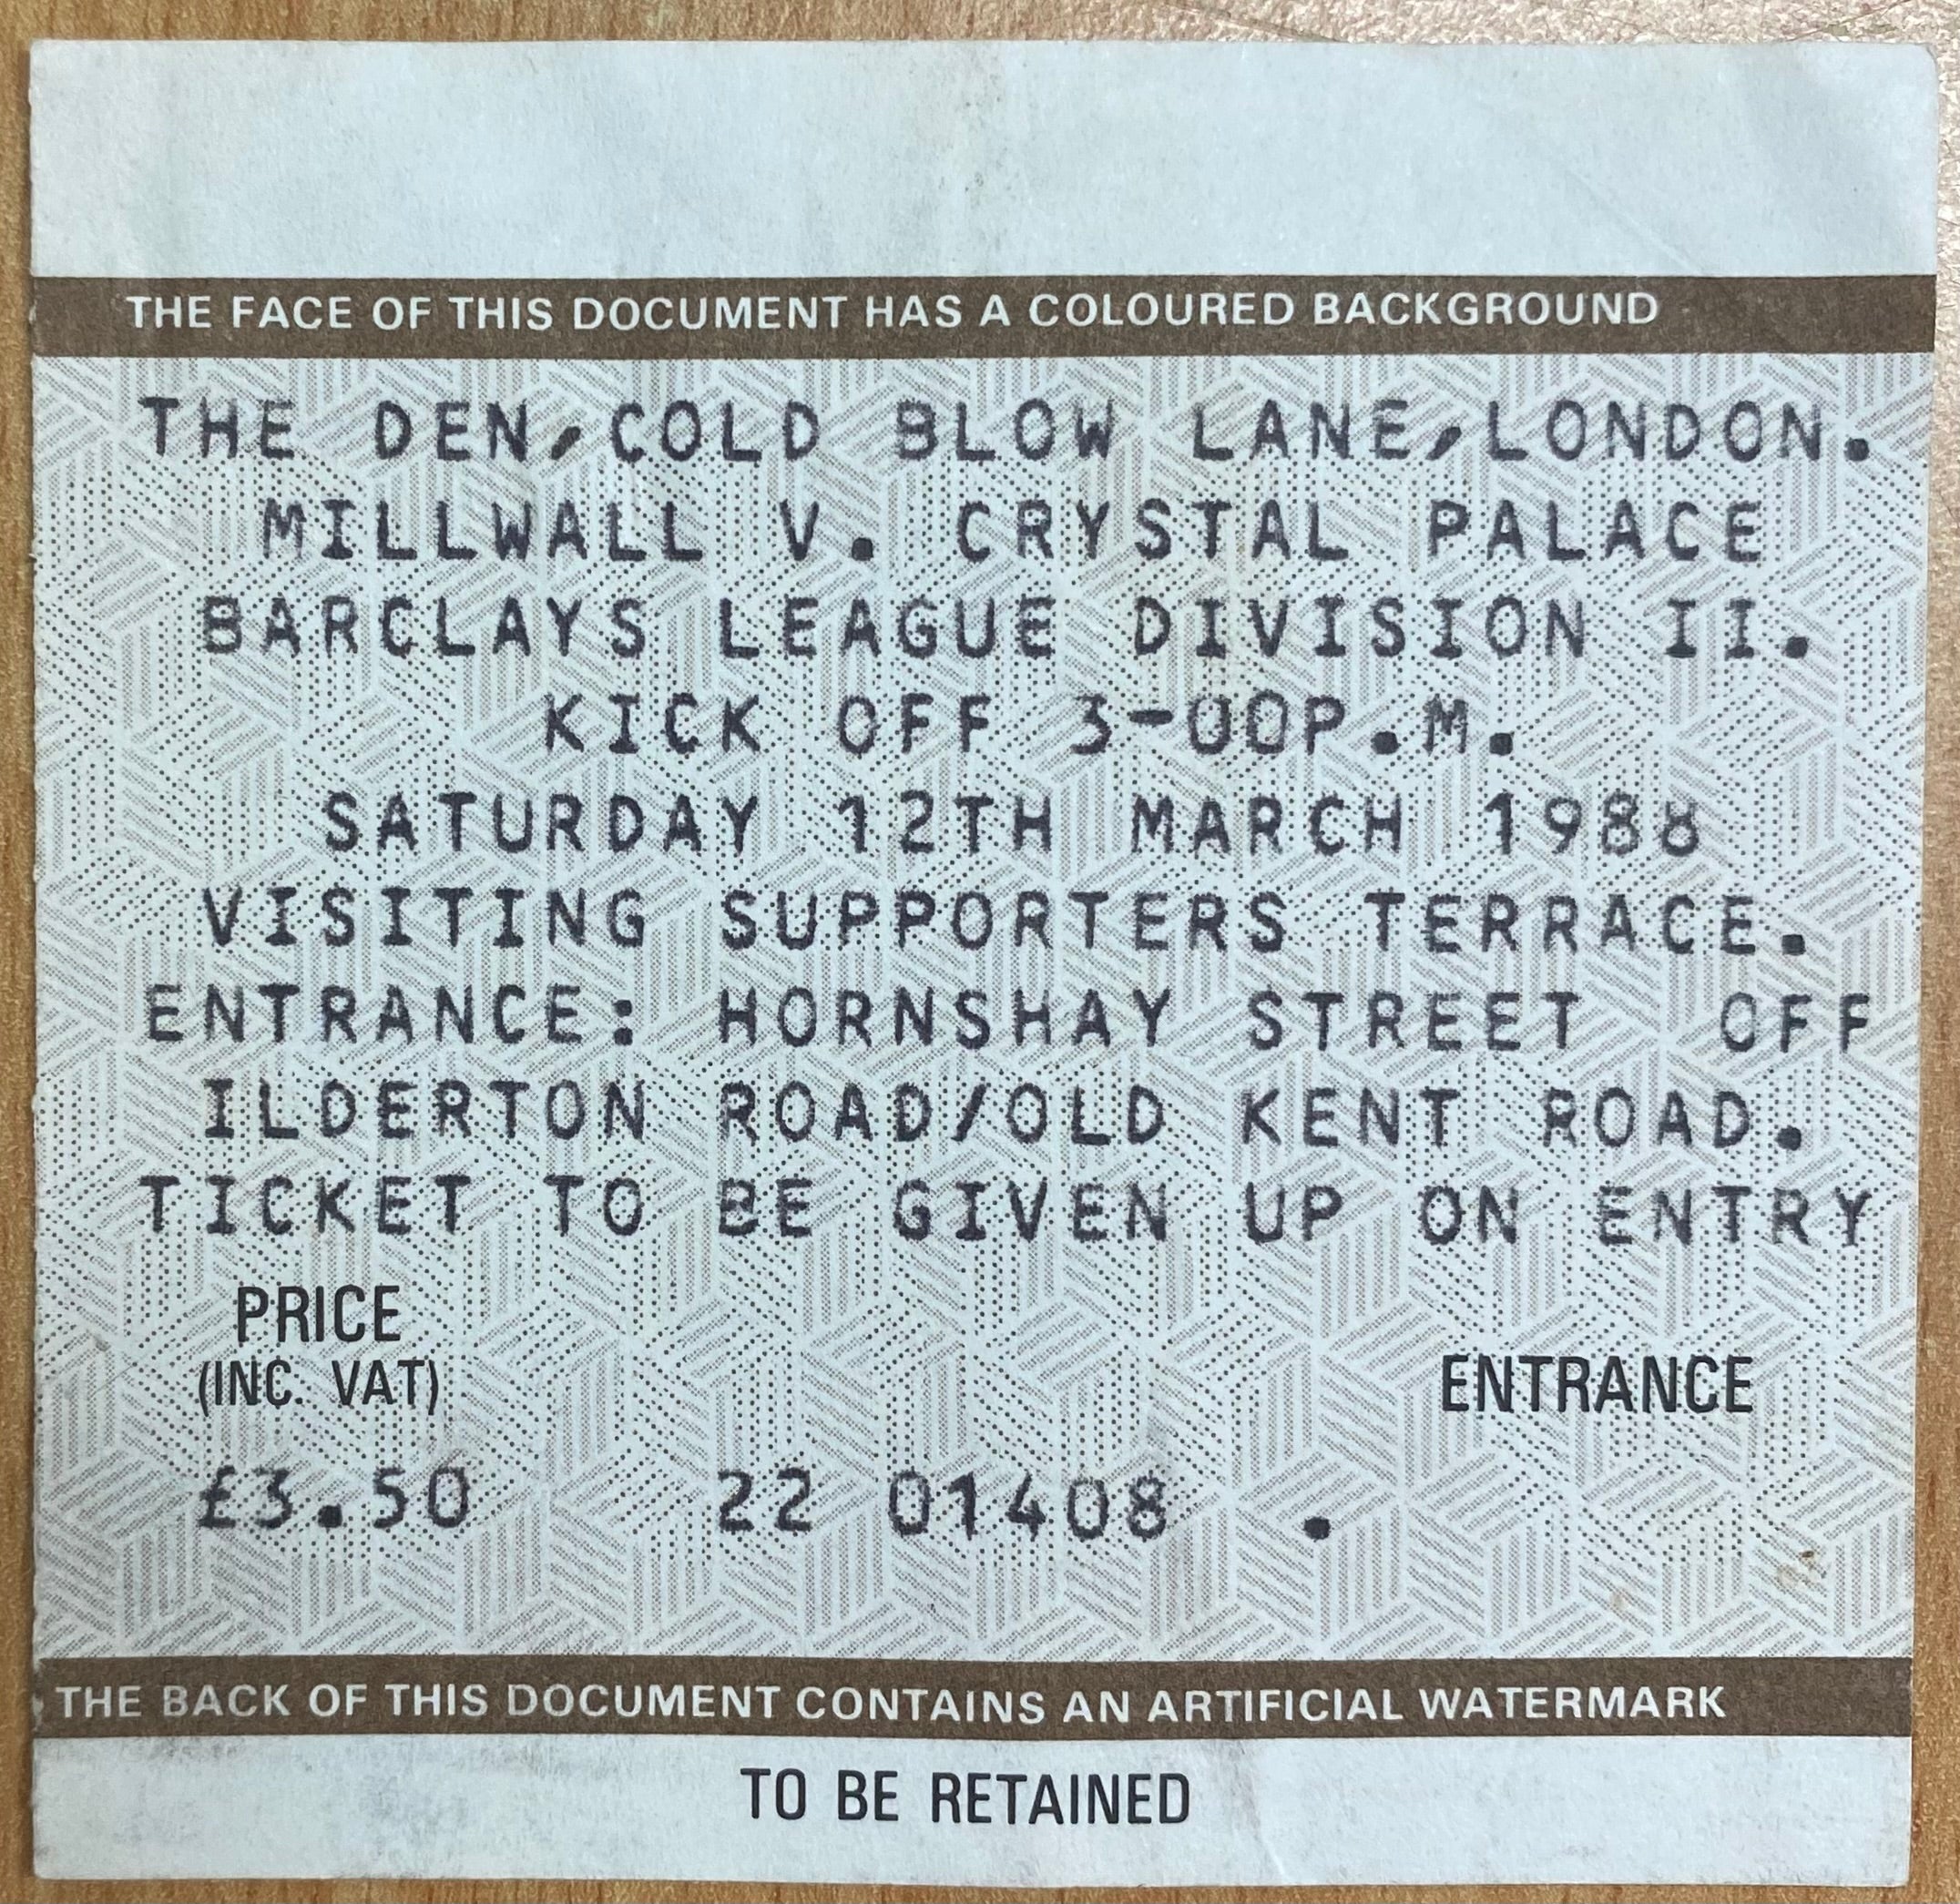 THE FACE OF THIS DOCUMENT HAS A COLOURED BACKGROUND
THE DEN,COLD BLOW LANE,LONDON.
MILLWALL V. CRYSTAL PALACE
BARCLAYS LEAGUE DIVISION II.
KICK OFF 3-00P.M.
SATURDAY 12TH MARCH 1988
VISITING SUPPORTERS TERRACE.
ENTRANCE: HORNSHAY STREET OFF
ILDERTON ROAD/OLD KENT ROAD.
TICKET TO BE GIVEN UP ON ENTRY
PRICE
(INC. VAT)
ENTRANCE
£3.50 22 01408 .
THE BACK OF THIS DOCUMENT CONTAINS AN ARTIFICIAL WATERMARK
TO BE RETAINED